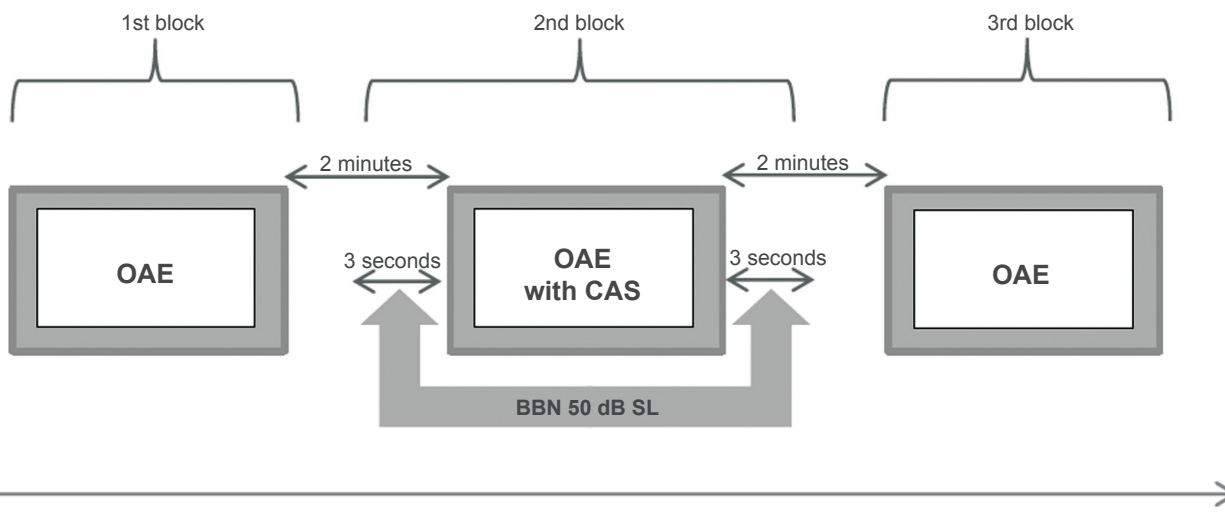 1st block
2nd block
3rd block
2 minutes
2 minutes
OAE
3 seconds
OAE
with CAS
3 seconds
OAE
BBN 50 dB SL